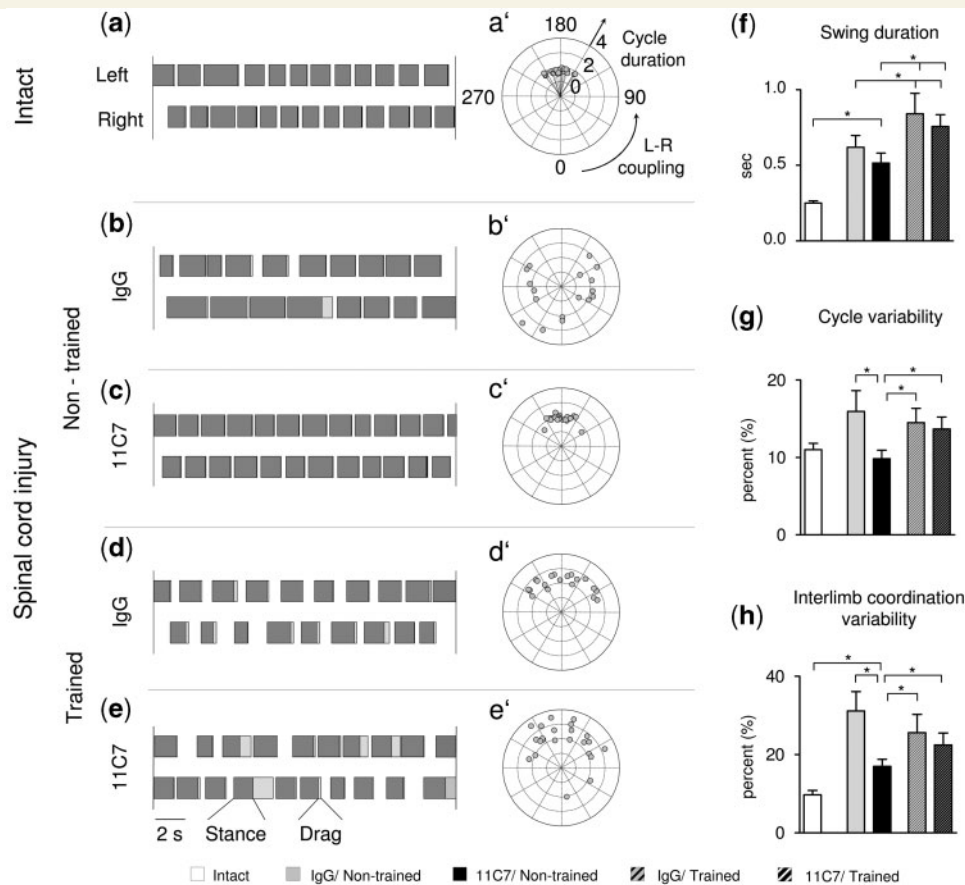 (a)
Intact
Left
Right
a'
180
270
90
0
4
2
0
Cycle duration
L-R coupling
Spinal cord injury
Non - trained
(b)
IgG
b'
(c)
11C7
c'
Trained
(d)
IgG
d'
(e)
11C7
e'
2 s
Stance
Drag
(f)
Swing duration
* *
*
*
1.0
0.5
0.0
sec
(g)
Cycle variability
* *
*
20
10
0
percent (%)
(h)
Interlimb coordination variability
*
* *
*
40
20
0
percent (%)
Intact
IgG/ Non-trained
11C7/ Non-trained
IgG/ Trained
11C7/ Trained